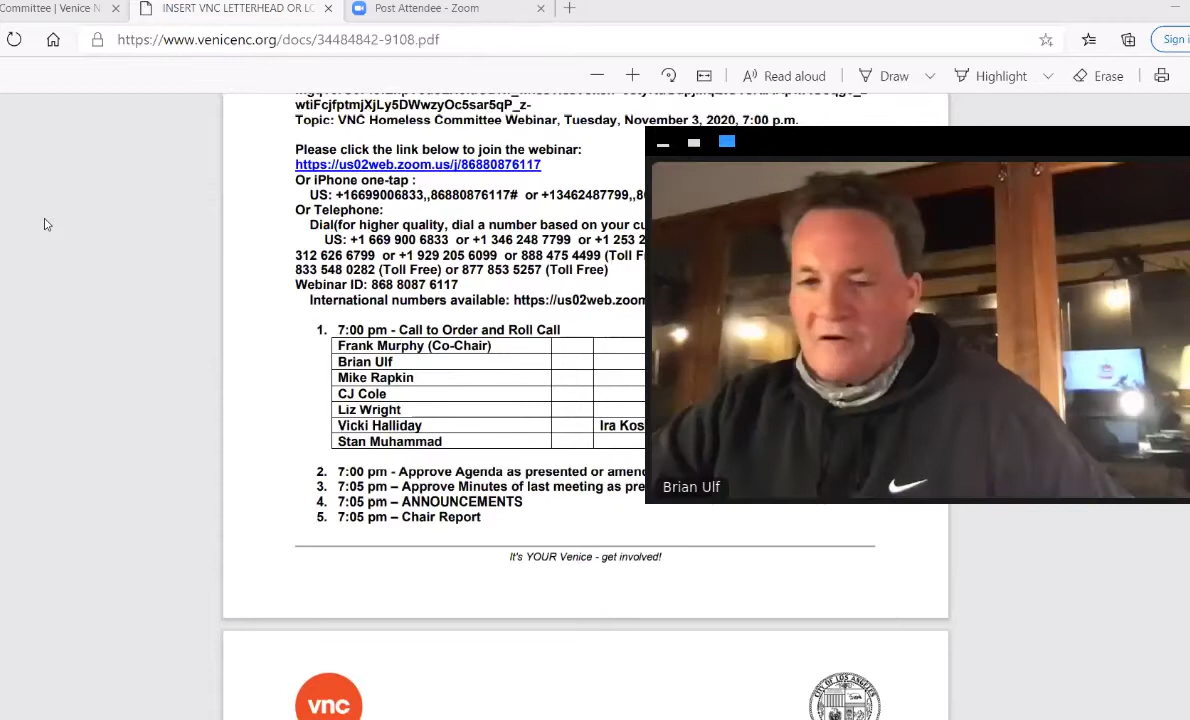 Committee | Venice N
INSERT VNC LETTERHEAD OR LO
Post Attendee - Zoom
https://www.venicenc.org/docs/34484842-9108.pdf
Sign i
Read aloud
Draw
Highlight
Erase
wtiFcjfptmjXjLy5DWwzyOc5sar5qP_z-
Topic: VNC Homeless Committee Webinar, Tuesday, November 3, 2020, 7:00 p.m.
Please click the link below to join the webinar:
https://us02web.zoom.us/j/86880876117
Or iPhone one-tap :
US: +16699006833,,86880876117# or +13462487799,,8
Or Telephone:
Dial(for higher quality, dial a number based on your cu
US: +1 669 900 6833 or +1 346 248 7799 or +1 253 2
312 626 6799 or +1 929 205 6099 or 888 475 4499 (Toll F
833 548 0282 (Toll Free) or 877 853 5257 (Toll Free)
Webinar ID: 868 8087 6117
International numbers available: https://us02web.zoom
1. 7:00 pm - Call to Order and Roll Call
Frank Murphy (Co-Chair)
Brian Ulf
Mike Rapkin
CJ Cole
Liz Wright
Vicki Halliday Ira Kos
Stan Muhammad
2. 7:00 pm - Approve Agenda as presented or amen
3. 7:05 pm – Approve Minutes of last meeting as pre
4. 7:05 pm – ANNOUNCEMENTS
5. 7:05 pm – Chair Report
It's YOUR Venice - get involved!
Brian Ulf
vnc
CITY OF LOS ANGELES